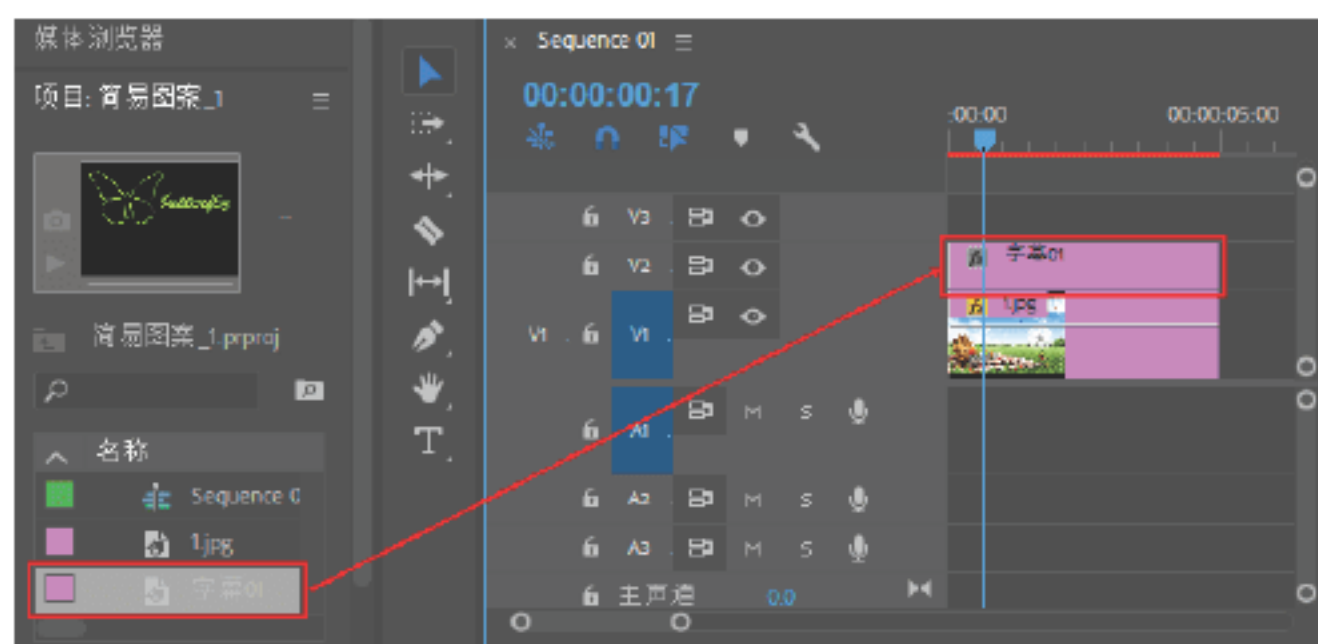 媒体浏览器
项目: 简易图案_1
Butterfly
简易图案_1.prproj
名称
Sequence 0
1.jpg
字幕01
× Sequence 01
00:00:00:17
:00:00 00:00:05:00
V3
V2
V1 V1
A1 M S
A2 M S
A3 M S
主声道 0.0
fx 字幕01
fx 1.jpg
T